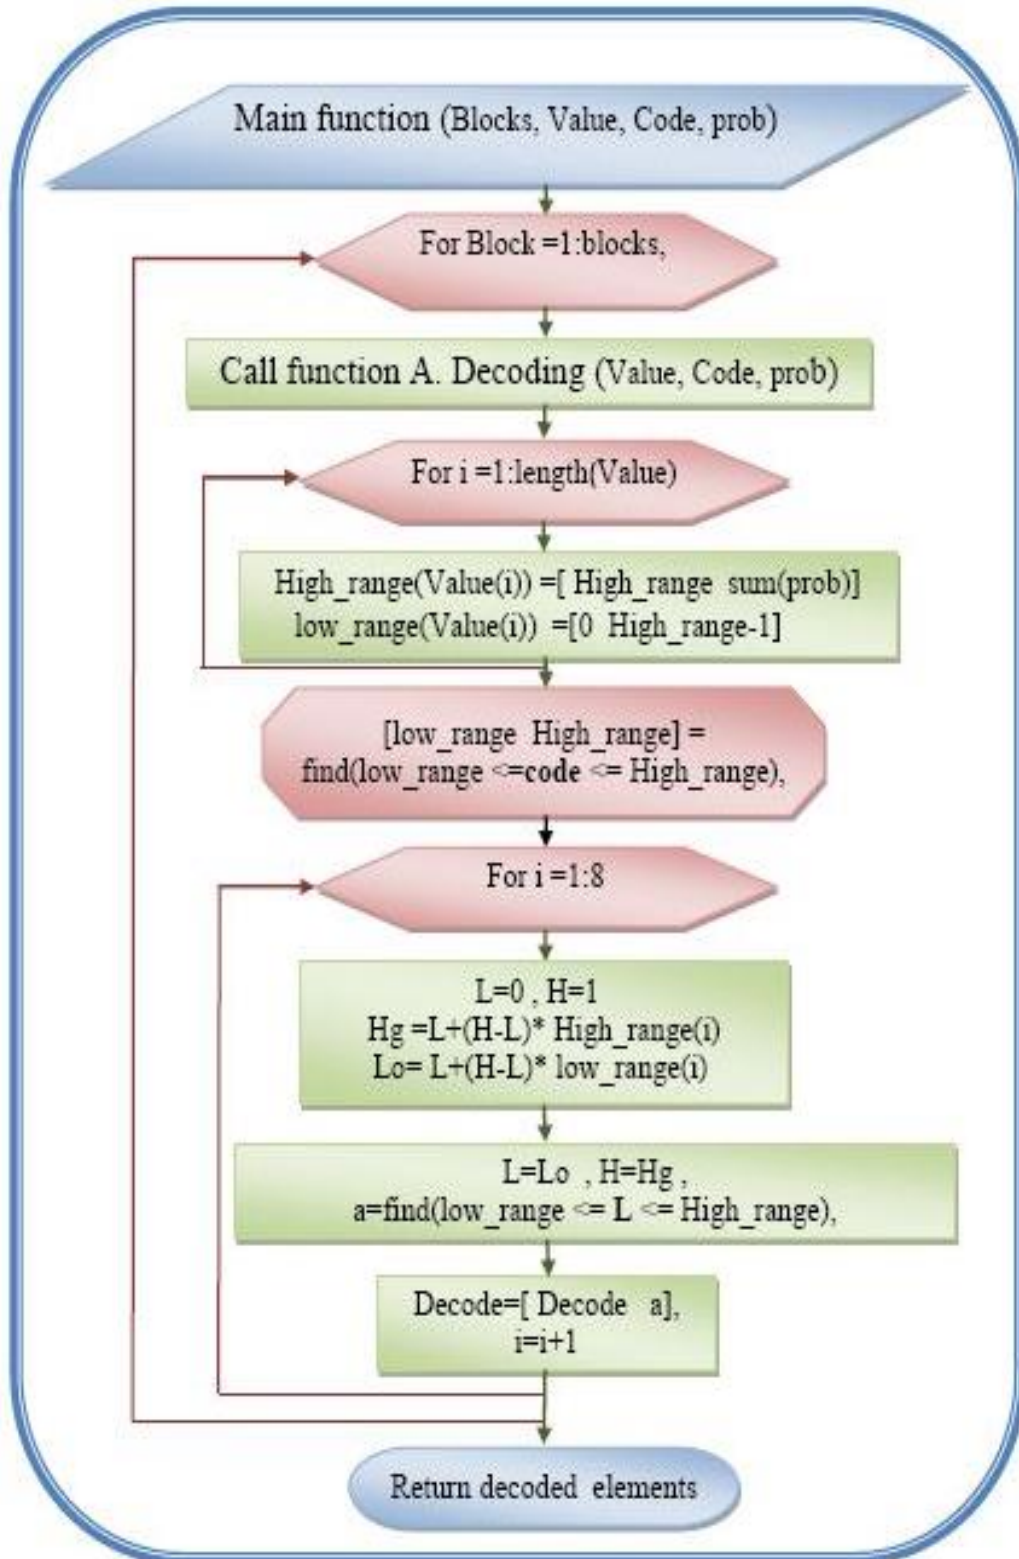 Main function (Blocks, Value, Code, prob)
For Block =1:blocks,
Call function A. Decoding (Value, Code, prob)
For i =1:length(Value)
High_range(Value(i)) =[ High_range sum(prob)]
low_range(Value(i)) =[0 High_range-1]
[low_range High_range] =
find(low_range <=code <= High_range),
For i =1:8
L=0 , H=1
Hg =L+(H-L)* High_range(i)
Lo= L+(H-L)* low_range(i)
L=Lo , H=Hg ,
a=find(low_range <= L <= High_range),
Decode=[ Decode a],
i=i+1
Return decoded elements